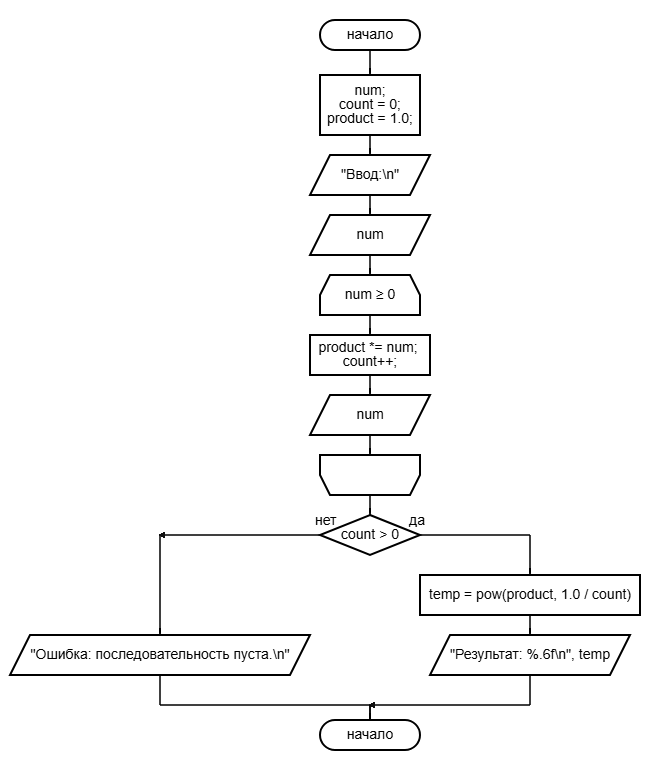 начало
num;
count = 0;
product = 1.0;
"Ввод:\n"
num
num ≥ 0
product *= num;
count++;
num
нет
да
count > 0
temp = pow(product, 1.0 / count)
"Ошибка: последовательность пуста.\n"
"Результат: %.6f\n", temp
начало